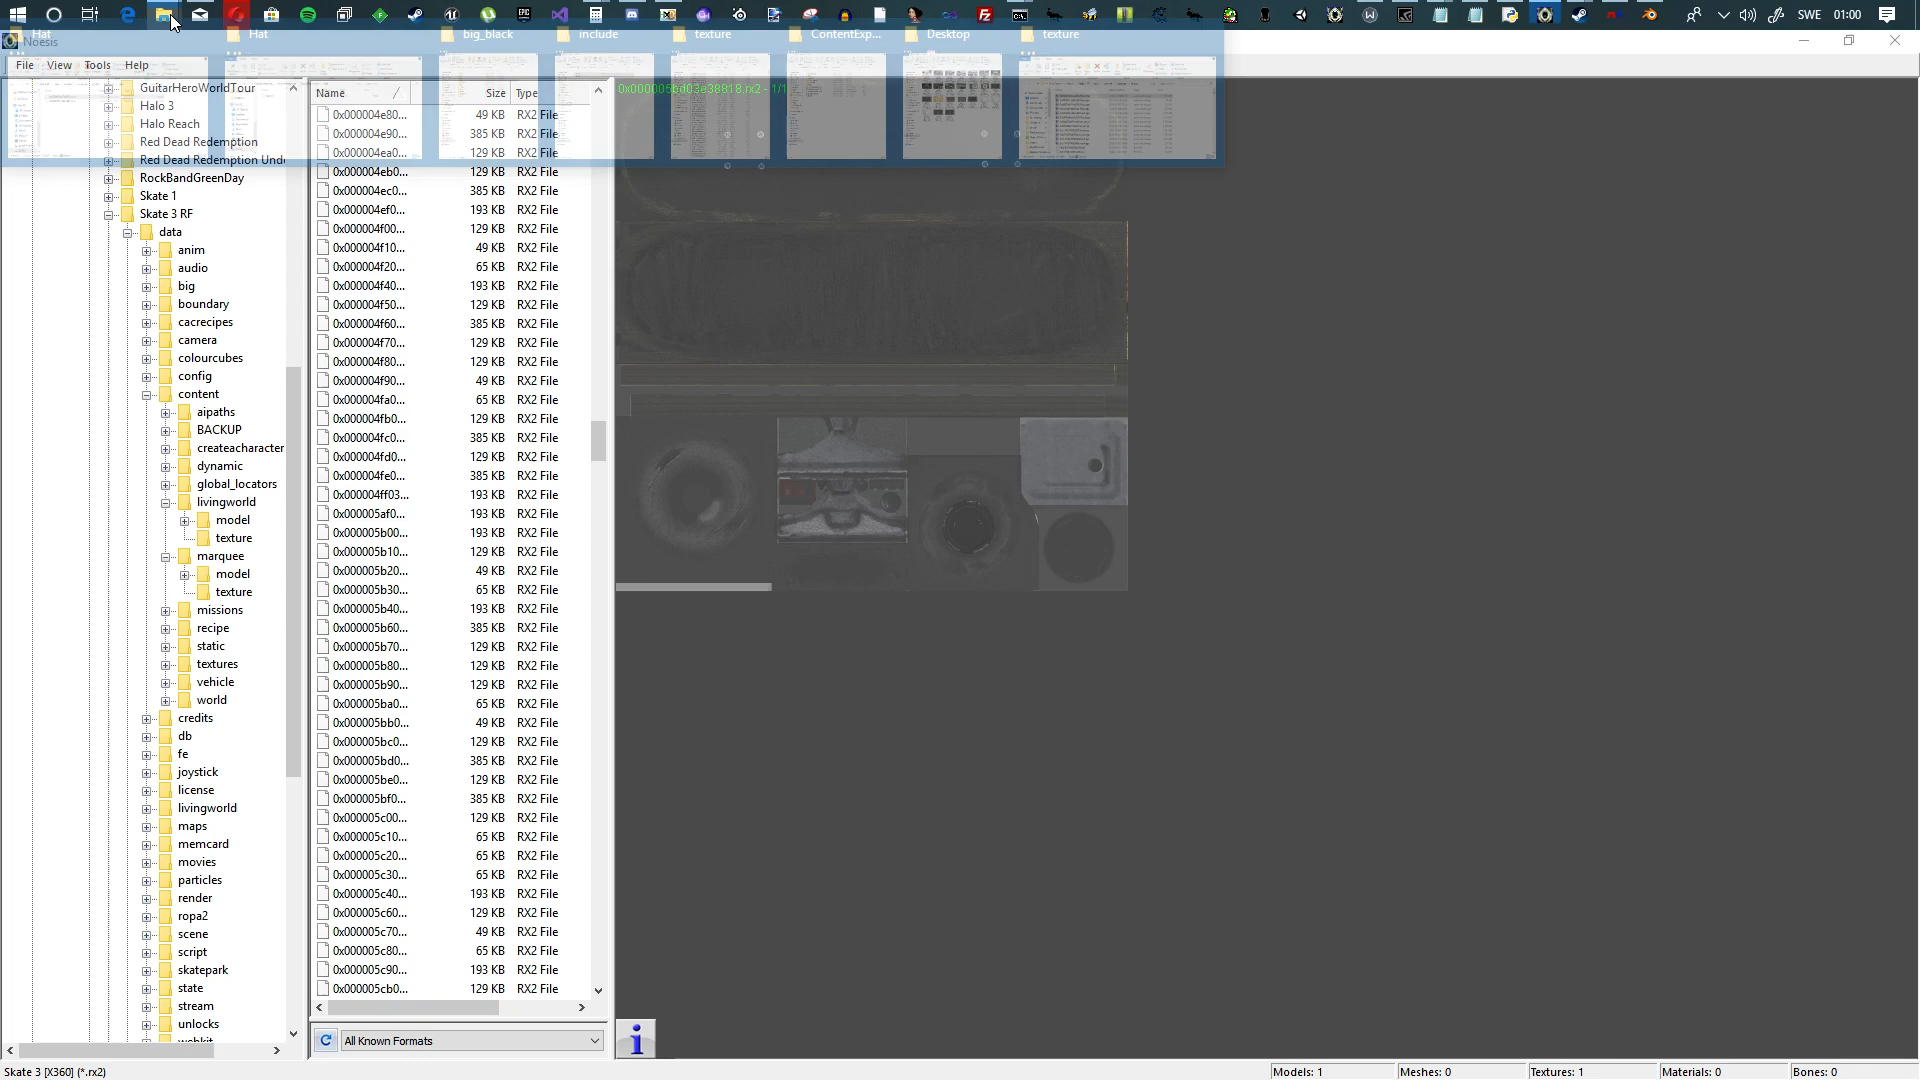 SWE 01:00
Hat
Hat
big_black
include
texture
ContentExp...
Desktop
texture
Noesis
File View Tools Help
GuitarHeroWorldTour
Halo 3
Halo Reach
Red Dead Redemption
Red Dead Redemption Unde
RockBandGreenDay
Skate 1
Skate 3 RF
data
anim
audio
big
boundary
cacrecipes
camera
colourcubes
config
content
aipaths
BACKUP
createacharacter
dynamic
global_locators
livingworld
model
texture
marquee
model
texture
missions
recipe
static
textures
vehicle
world
credits
db
fe
joystick
license
livingworld
maps
memcard
movies
particles
render
ropa2
scene
script
skatepark
state
stream
unlocks
webkit
Name Size Type
0x000004e80... 49 KB RX2 File
0x000004e90... 385 KB RX2 File
0x000004ea0... 129 KB RX2 File
0x000004eb0... 129 KB RX2 File
0x000004ec0... 385 KB RX2 File
0x000004ef0... 193 KB RX2 File
0x000004f00... 129 KB RX2 File
0x000004f10... 49 KB RX2 File
0x000004f20... 65 KB RX2 File
0x000004f40... 193 KB RX2 File
0x000004f50... 129 KB RX2 File
0x000004f60... 385 KB RX2 File
0x000004f70... 129 KB RX2 File
0x000004f80... 129 KB RX2 File
0x000004f90... 49 KB RX2 File
0x000004fa0... 65 KB RX2 File
0x000004fb0... 129 KB RX2 File
0x000004fc0... 385 KB RX2 File
0x000004fd0... 129 KB RX2 File
0x000004fe0... 385 KB RX2 File
0x000004ff03... 193 KB RX2 File
0x000005af0... 193 KB RX2 File
0x000005b00... 193 KB RX2 File
0x000005b10... 129 KB RX2 File
0x000005b20... 49 KB RX2 File
0x000005b30... 65 KB RX2 File
0x000005b40... 193 KB RX2 File
0x000005b60... 385 KB RX2 File
0x000005b70... 129 KB RX2 File
0x000005b80... 129 KB RX2 File
0x000005b90... 129 KB RX2 File
0x000005ba0... 65 KB RX2 File
0x000005bb0... 49 KB RX2 File
0x000005bc0... 129 KB RX2 File
0x000005bd0... 385 KB RX2 File
0x000005be0... 129 KB RX2 File
0x000005bf0... 385 KB RX2 File
0x000005c00... 129 KB RX2 File
0x000005c10... 65 KB RX2 File
0x000005c20... 65 KB RX2 File
0x000005c30... 65 KB RX2 File
0x000005c40... 193 KB RX2 File
0x000005c60... 129 KB RX2 File
0x000005c70... 49 KB RX2 File
0x000005c80... 65 KB RX2 File
0x000005c90... 193 KB RX2 File
0x000005cb0... 129 KB RX2 File
All Known Formats
0x000005bd03e38818.rx2 - 1/1
Skate 3 [X360] (*.rx2)
Models: 1
Meshes: 0
Textures: 1
Materials: 0
Bones: 0